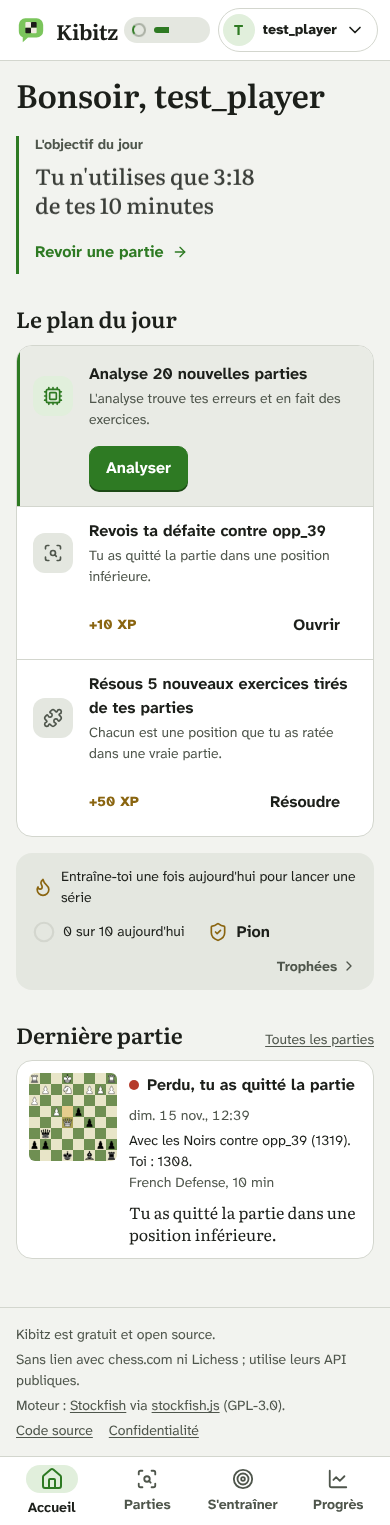 Kibitz
T test_player
Bonsoir, test_player
L'objectif du jour
Tu n'utilises que 3:18
de tes 10 minutes
Revoir une partie
Le plan du jour
Analyse 20 nouvelles parties
L'analyse trouve tes erreurs et en fait des
exercices.
Analyser
Revois ta défaite contre opp_39
Tu as quitté la partie dans une position
inférieure.
+10 XP Ouvrir
Résous 5 nouveaux exercices tirés
de tes parties
Chacun est une position que tu as ratée
dans une vraie partie.
+50 XP Résoudre
Entraîne-toi une fois aujourd'hui pour lancer une
série
0 sur 10 aujourd'hui Pion
Trophées
Dernière partie Toutes les parties
Perdu, tu as quitté la partie
dim. 15 nov., 12:39
Avec les Noirs contre opp_39 (1319).
Toi : 1308.
French Defense, 10 min
Tu as quitté la partie dans une
position inférieure.
Kibitz est gratuit et open source.
Sans lien avec chess.com ni Lichess ; utilise leurs API
publiques.
Moteur : Stockfish via stockfish.js (GPL-3.0).
Code source Confidentialité
Accueil Parties S'entraîner Progrès